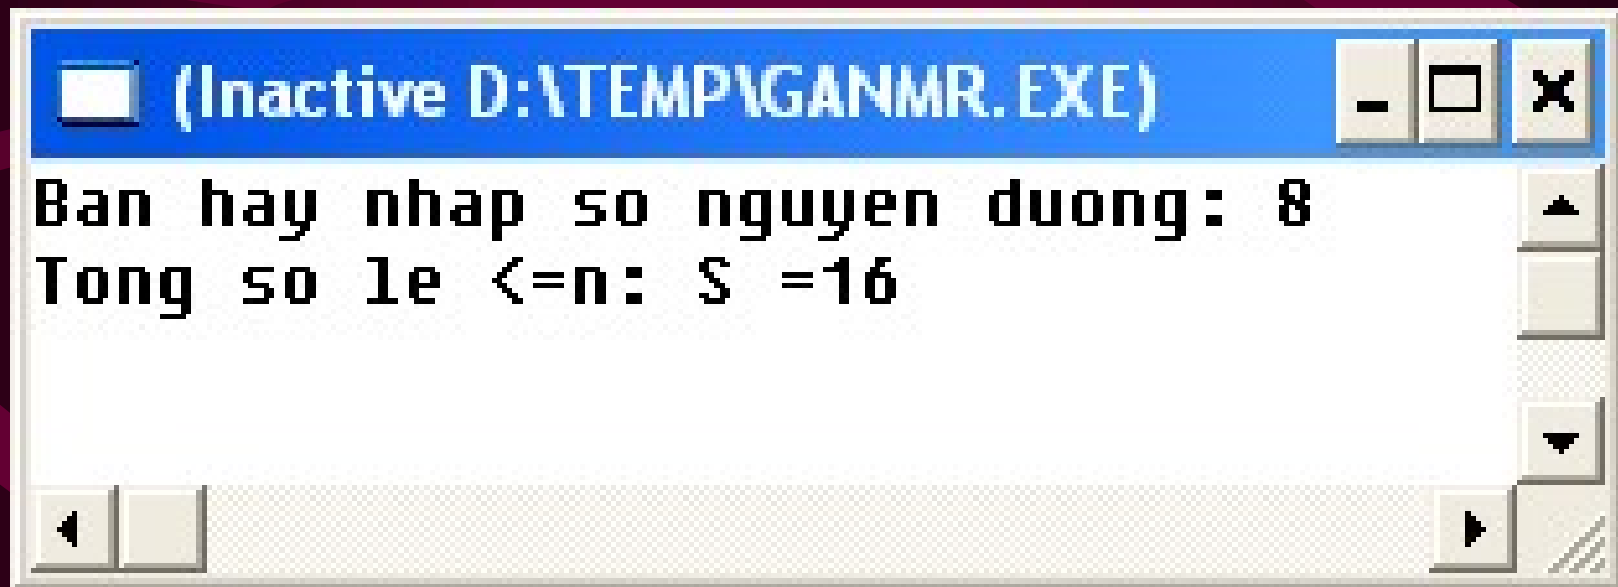 (Inactive D:\TEMP\GANMR.EXE)
Ban hay nhap so nguyen duong: 8
Tong so le <=n: S =16